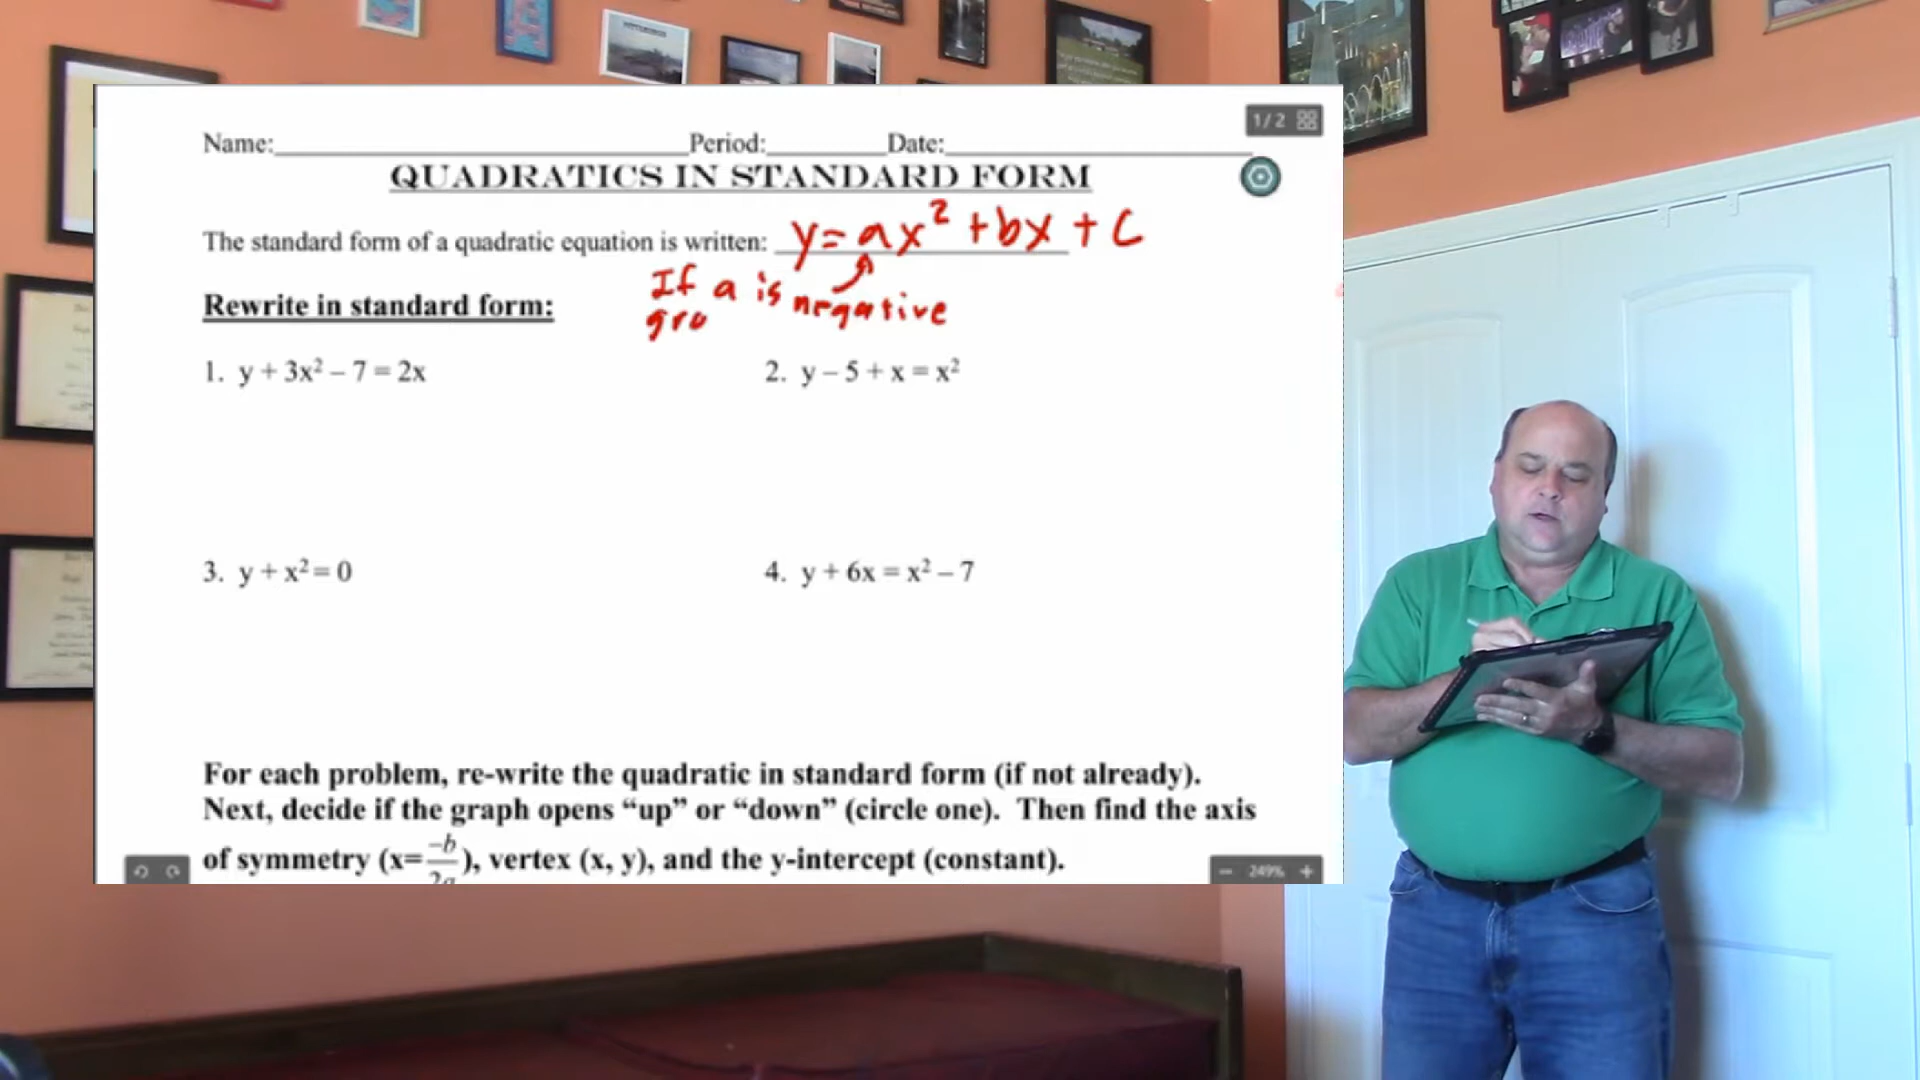 1/2
Name: Period: Date:
QUADRATICS IN STANDARD FORM
The standard form of a quadratic equation is written: y = ax² + bx + c
If a is negative
gro
Rewrite in standard form:
1. y + 3x² – 7 = 2x
2. y – 5 + x = x²
3. y + x² = 0
4. y + 6x = x² – 7
For each problem, re-write the quadratic in standard form (if not already).
Next, decide if the graph opens “up” or “down” (circle one). Then find the axis
of symmetry (x=-b/2a), vertex (x, y), and the y-intercept (constant).
249%